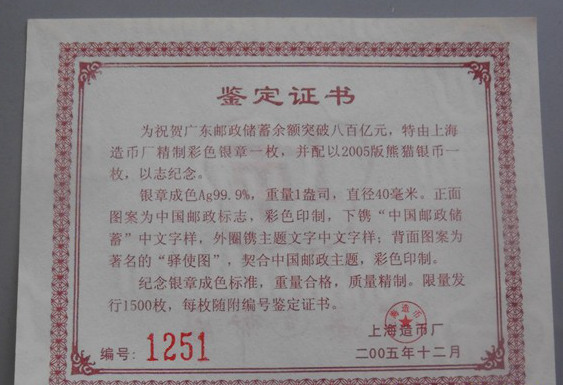 鉴定证书
为祝贺广东邮政储蓄余额突破八百亿元，特由上海
造币厂精制彩色银章一枚，并配以2005版熊猫银币一
枚，以志纪念。
银章成色Ag99.9%，重量1盎司，直径40毫米。正面
图案为中国邮政标志，彩色印制，下镌“中国邮政储
蓄”中文字样，外圈镌主题文字中文字样；背面图案为
著名的“驿使图”，契合中国邮政主题，彩色印制。
纪念银章成色标准，重量合格，质量精制。限量发
行1500枚，每枚随附编号鉴定证书。
上海造币厂
编号：1251
二00五年十二月